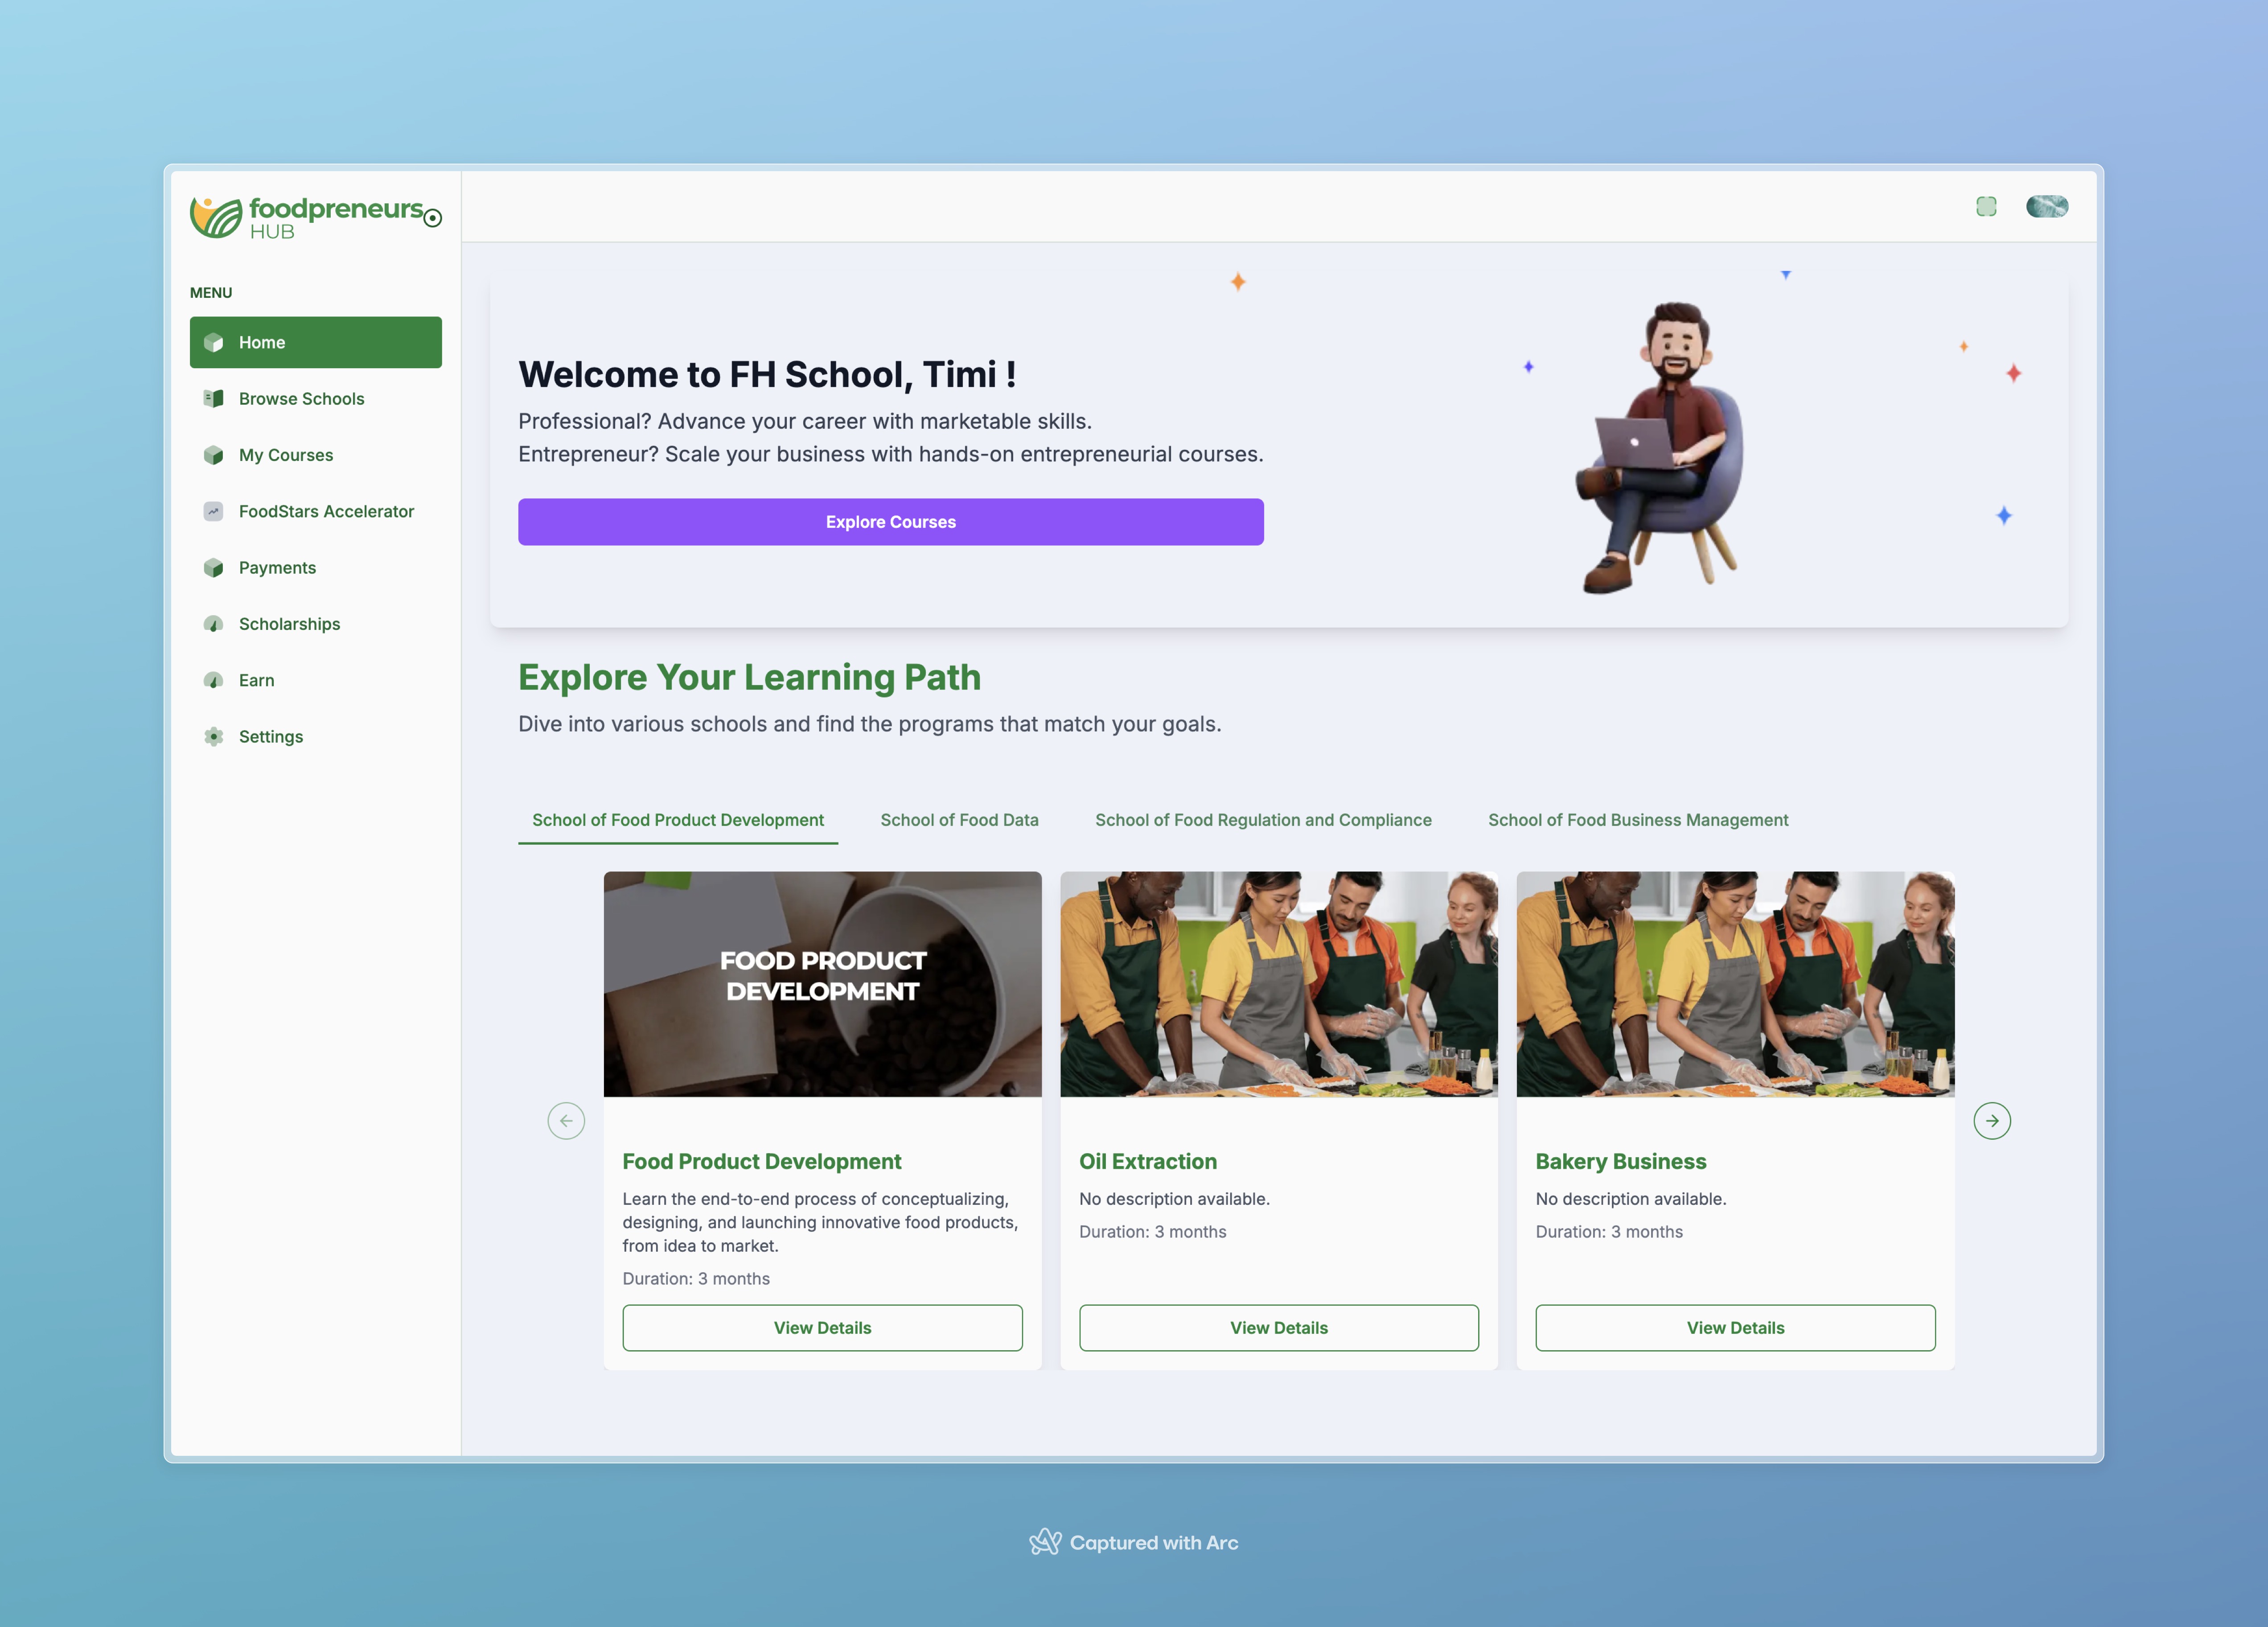 foodpreneurs
HUB
MENU
Home
Browse Schools
My Courses
FoodStars Accelerator
Payments
Scholarships
Earn
Settings
Welcome to FH School, Timi !
Professional? Advance your career with marketable skills.
Entrepreneur? Scale your business with hands-on entrepreneurial courses.
Explore Courses
Explore Your Learning Path
Dive into various schools and find the programs that match your goals.
School of Food Product Development
School of Food Data
School of Food Regulation and Compliance
School of Food Business Management
FOOD PRODUCT
DEVELOPMENT
Food Product Development
Learn the end-to-end process of conceptualizing,
designing, and launching innovative food products,
from idea to market.
Duration: 3 months
View Details
Oil Extraction
No description available.
Duration: 3 months
View Details
Bakery Business
No description available.
Duration: 3 months
View Details
Captured with Arc